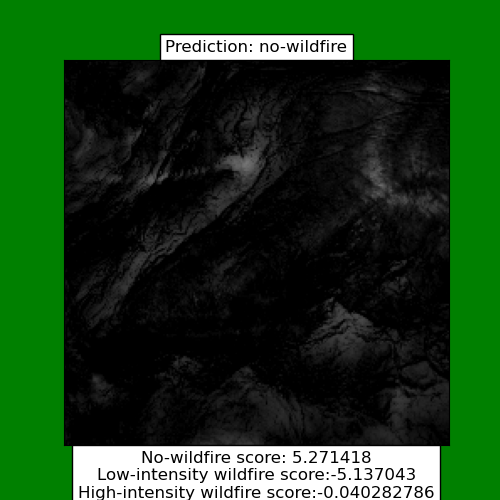 Prediction: no-wildfire
No-wildfire score: 5.271418
Low-intensity wildfire score:-5.137043
High-intensity wildfire score:-0.040282786